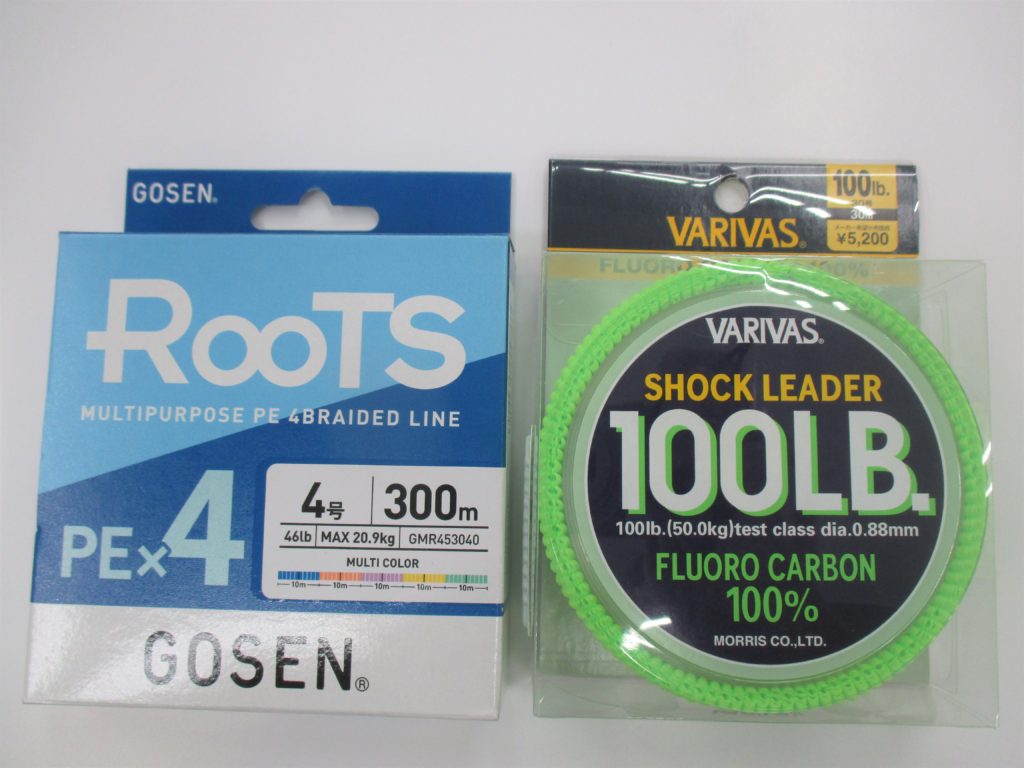 GOSEN®
RooTS
MULTIPURPOSE PE 4BRAIDED LINE
PE×4
4号 300m
46lb MAX 20.9kg GMR453040
MULTI COLOR
10m 10m 10m 10m 10m
GOSEN®
100lb.
30m
VARIVAS®
¥5,200
FLUORO 100%
VARIVAS®
SHOCK LEADER
100LB.
100lb.(50.0kg)test class dia.0.88mm
FLUORO CARBON
100%
MORRIS CO.,LTD.